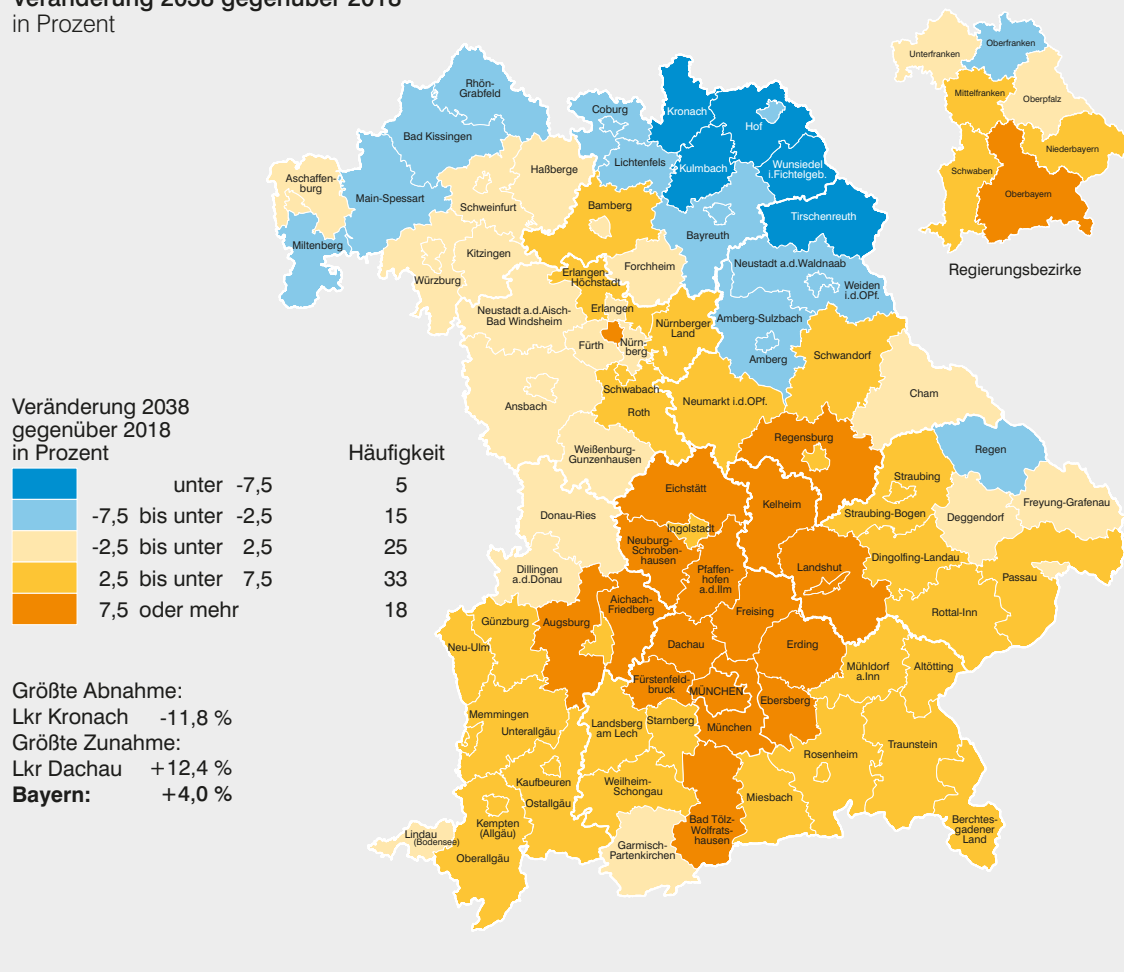 Veränderung 2038 gegenüber 2018
in Prozent
Unterfranken
Oberfranken
Mittelfranken
Oberpfalz
Niederbayern
Schwaben
Oberbayern
Regierungsbezirke
Rhön-
Grabfeld
Coburg
Kronach
Hof
Bad Kissingen
Lichtenfels
Kulmbach
Wunsiedel
i.Fichtelgeb.
Haßberge
Aschaffen-
burg
Main-Spessart
Schweinfurt
Bamberg
Tirschenreuth
Miltenberg
Bayreuth
Kitzingen
Würzburg
Forchheim
Neustadt a.d.Waldnaab
Erlangen-
Höchstadt
Weiden
i.d.OPf.
Neustadt a.d.Aisch-
Bad Windsheim
Erlangen
Nürnberger
Land
Amberg-Sulzbach
Fürth
Nürn-
berg
Amberg
Schwandorf
Schwabach
Ansbach
Roth
Neumarkt i.d.OPf.
Cham
Weißenburg-
Gunzenhausen
Regensburg
Regen
Straubing
Eichstätt
Kelheim
Freyung-Grafenau
Donau-Ries
Straubing-Bogen
Deggendorf
Ingolstadt
Neuburg-
Schroben-
hausen
Dingolfing-Landau
Dillingen
a.d.Donau
Pfaffen-
hofen
a.d.Ilm
Landshut
Passau
Aichach-
Friedberg
Freising
Rottal-Inn
Günzburg
Augsburg
Neu-Ulm
Dachau
Erding
Mühldorf
a.Inn
Altötting
Fürstenfeld-
bruck
MÜNCHEN
Ebersberg
Memmingen
Unterallgäu
Landsberg
am Lech
Starnberg
München
Traunstein
Rosenheim
Kaufbeuren
Weilheim-
Schongau
Miesbach
Ostallgäu
Bad Tölz-
Wolfrats-
hausen
Kempten
(Allgäu)
Berchtes-
gadener
Land
Lindau
(Bodensee)
Oberallgäu
Garmisch-
Partenkirchen
Veränderung 2038
gegenüber 2018
in Prozent Häufigkeit
unter -7,5 5
-7,5 bis unter -2,5 15
-2,5 bis unter 2,5 25
2,5 bis unter 7,5 33
7,5 oder mehr 18
Größte Abnahme:
Lkr Kronach -11,8 %
Größte Zunahme:
Lkr Dachau +12,4 %
Bayern: +4,0 %